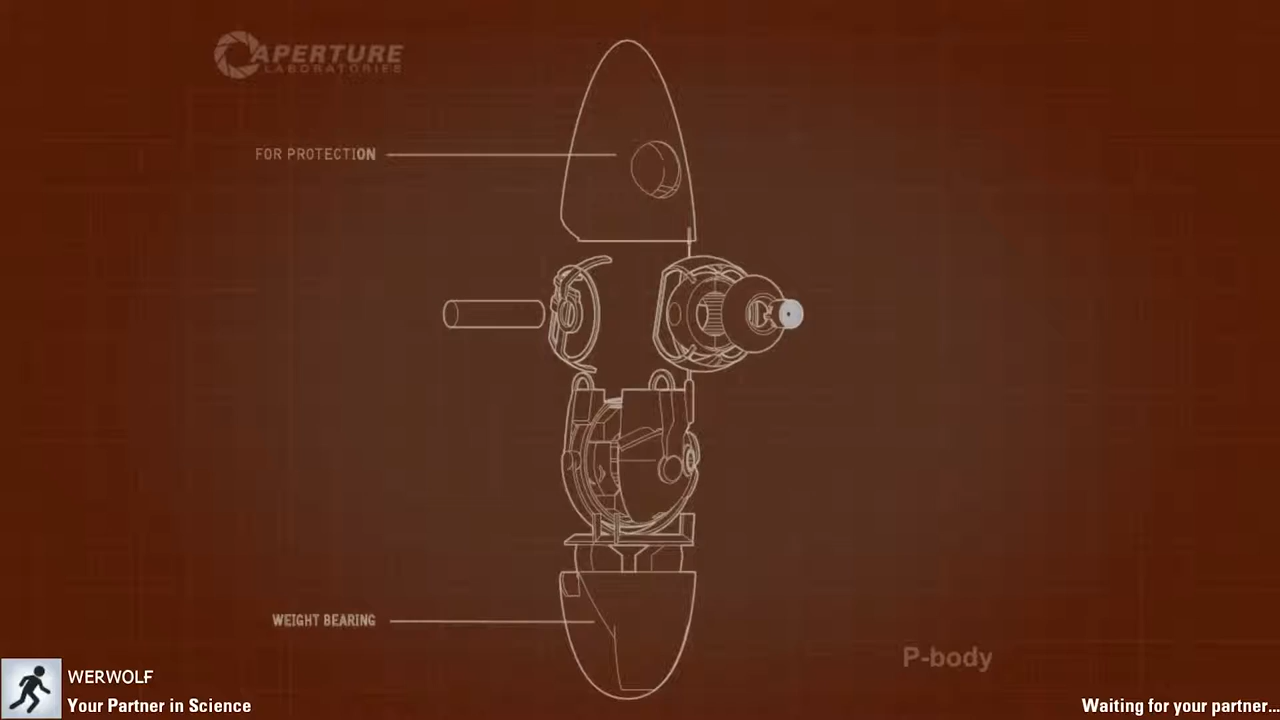 APERTURE
LABORATORIES
FOR PROTECTION
WEIGHT BEARING
P-body
WERWOLF
Your Partner in Science
Waiting for your partner...